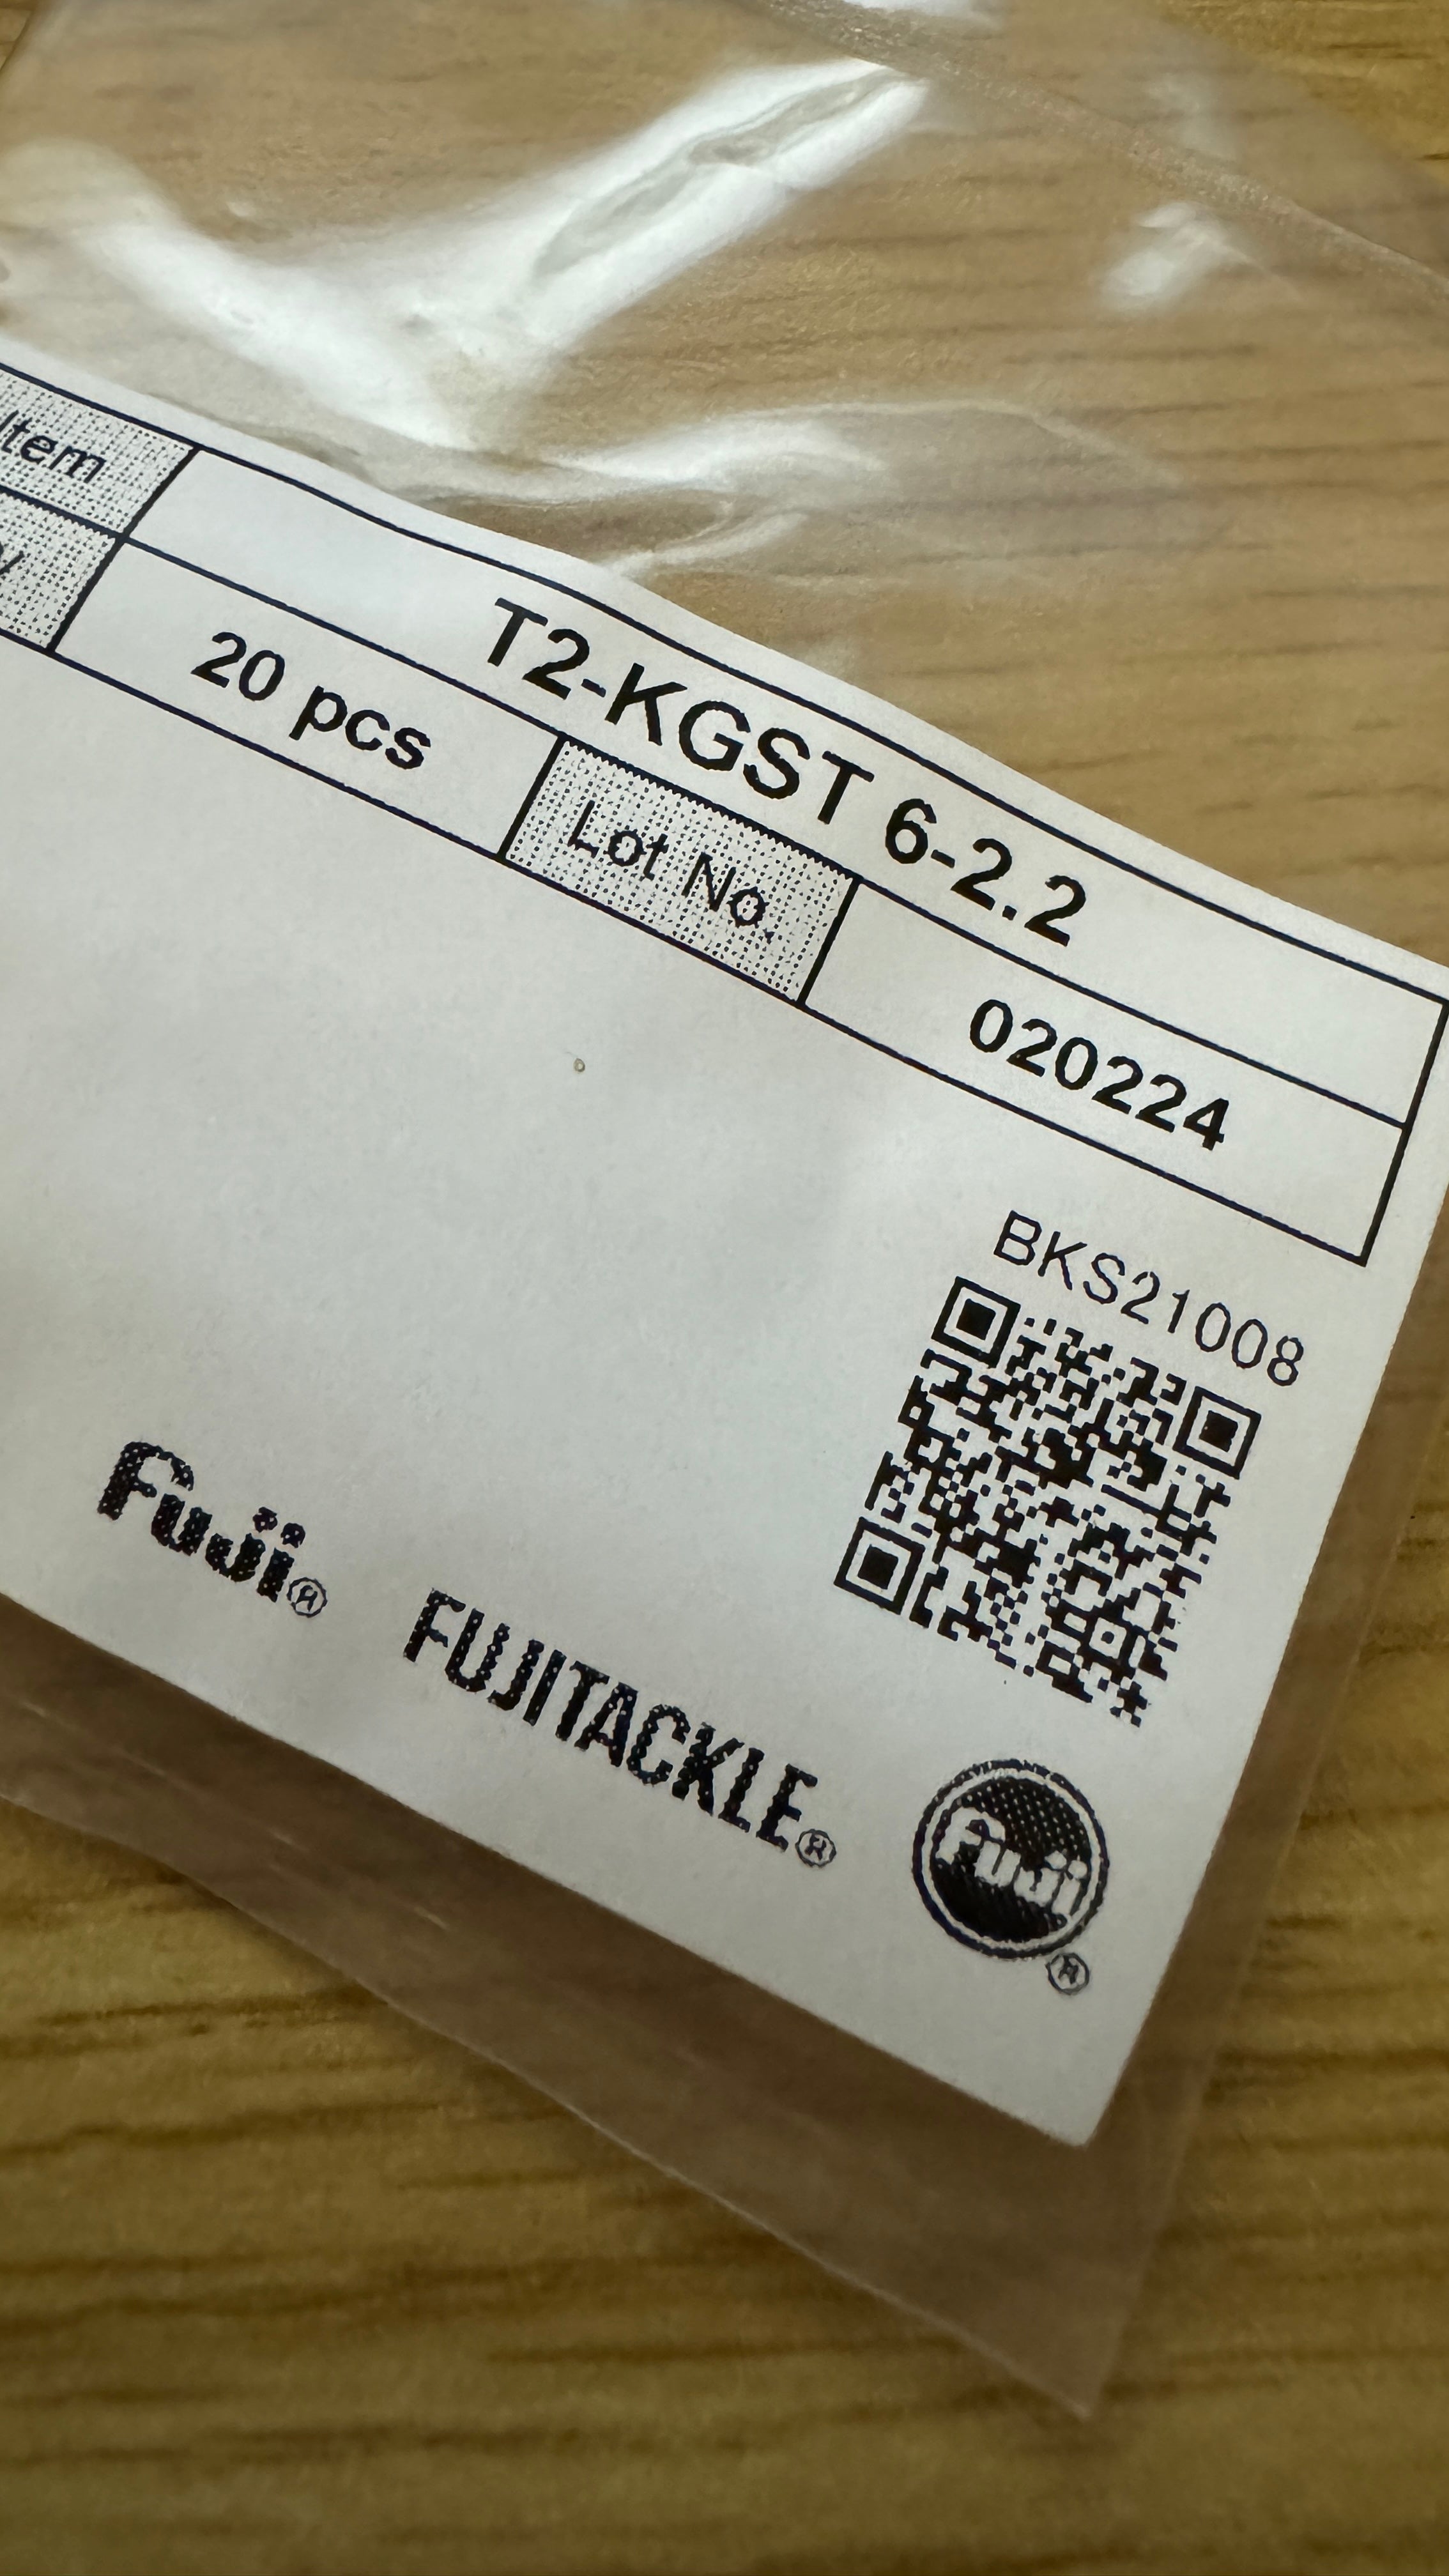 Item T2-KGST 6-2.2
y 20 pcs Lot No. 020224
BKS21008
Fuji® FUJITACKLE® Fuji®